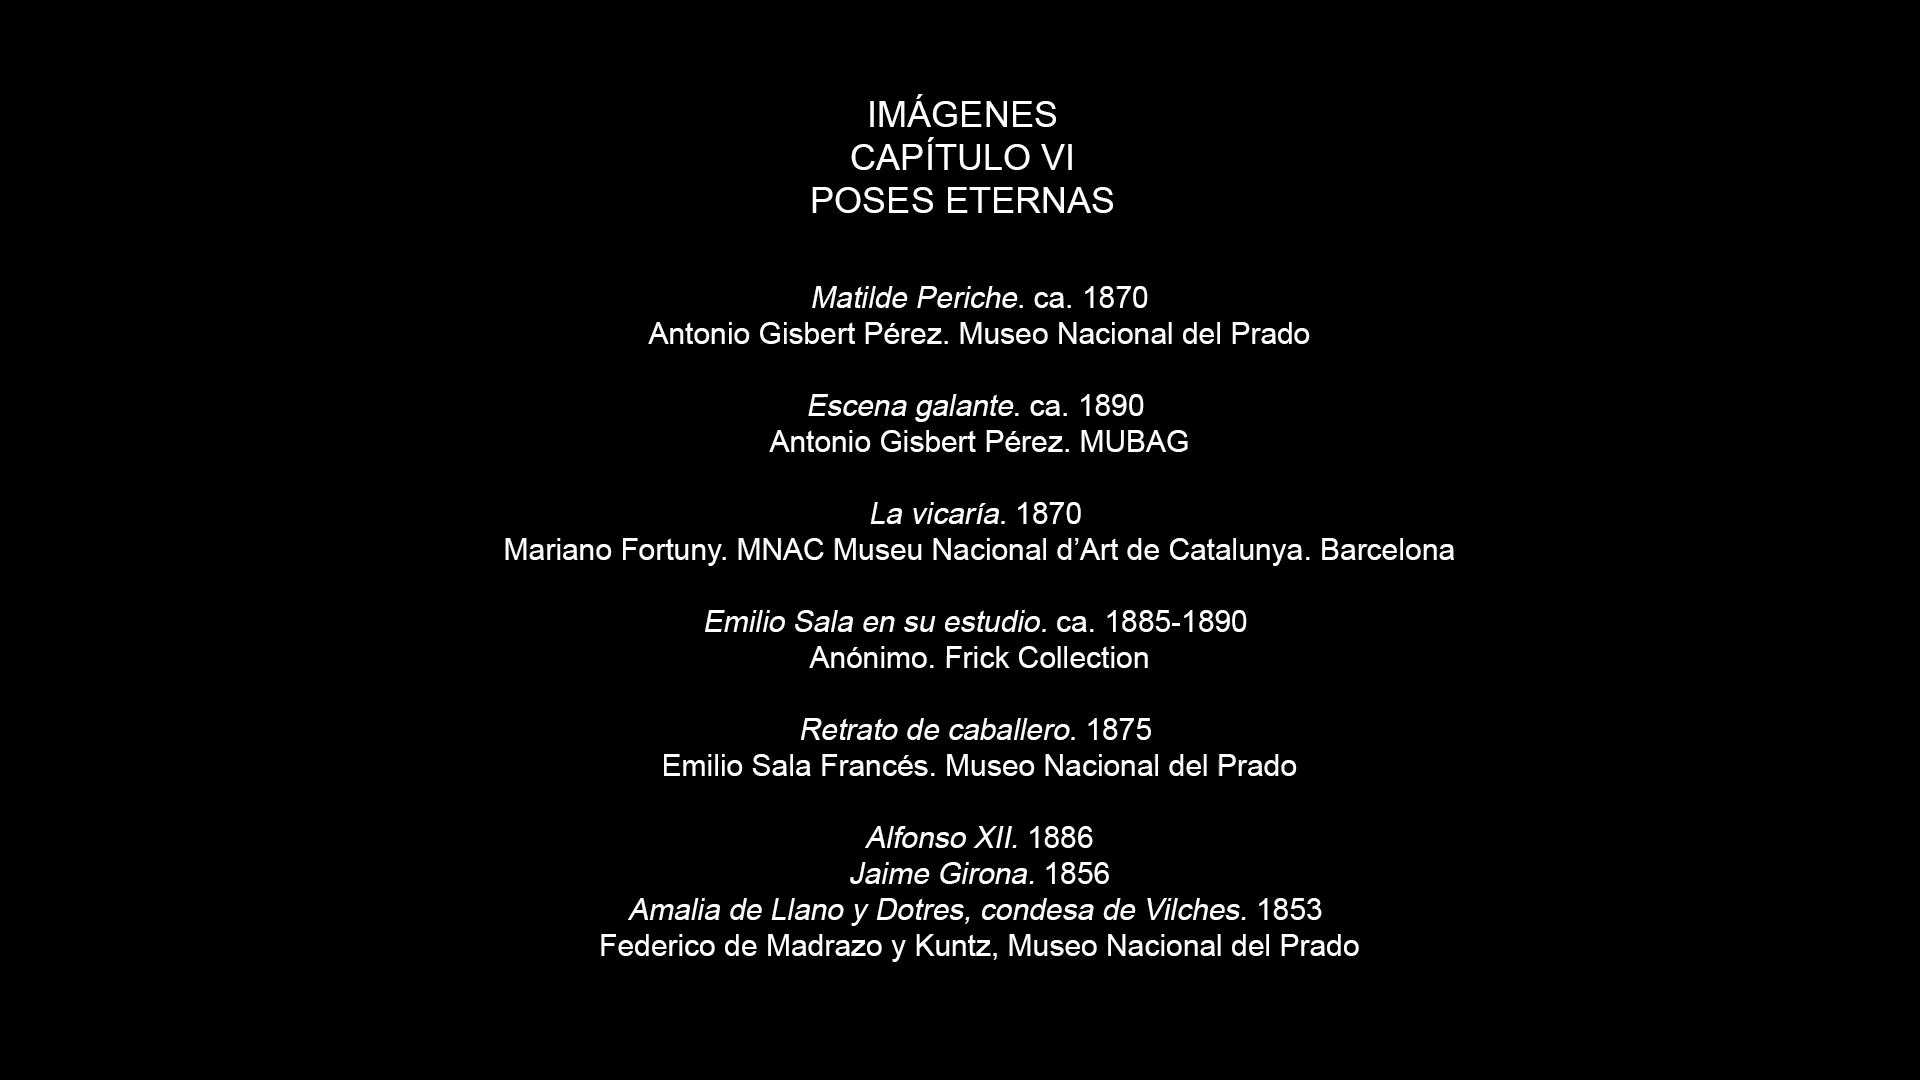 IMÁGENES
CAPÍTULO VI
POSES ETERNAS
Matilde Periche. ca. 1870
Antonio Gisbert Pérez. Museo Nacional del Prado
Escena galante. ca. 1890
Antonio Gisbert Pérez. MUBAG
La vicaría. 1870
Mariano Fortuny. MNAC Museu Nacional d’Art de Catalunya. Barcelona
Emilio Sala en su estudio. ca. 1885-1890
Anónimo. Frick Collection
Retrato de caballero. 1875
Emilio Sala Francés. Museo Nacional del Prado
Alfonso XII. 1886
Jaime Girona. 1856
Amalia de Llano y Dotres, condesa de Vilches. 1853
Federico de Madrazo y Kuntz, Museo Nacional del Prado